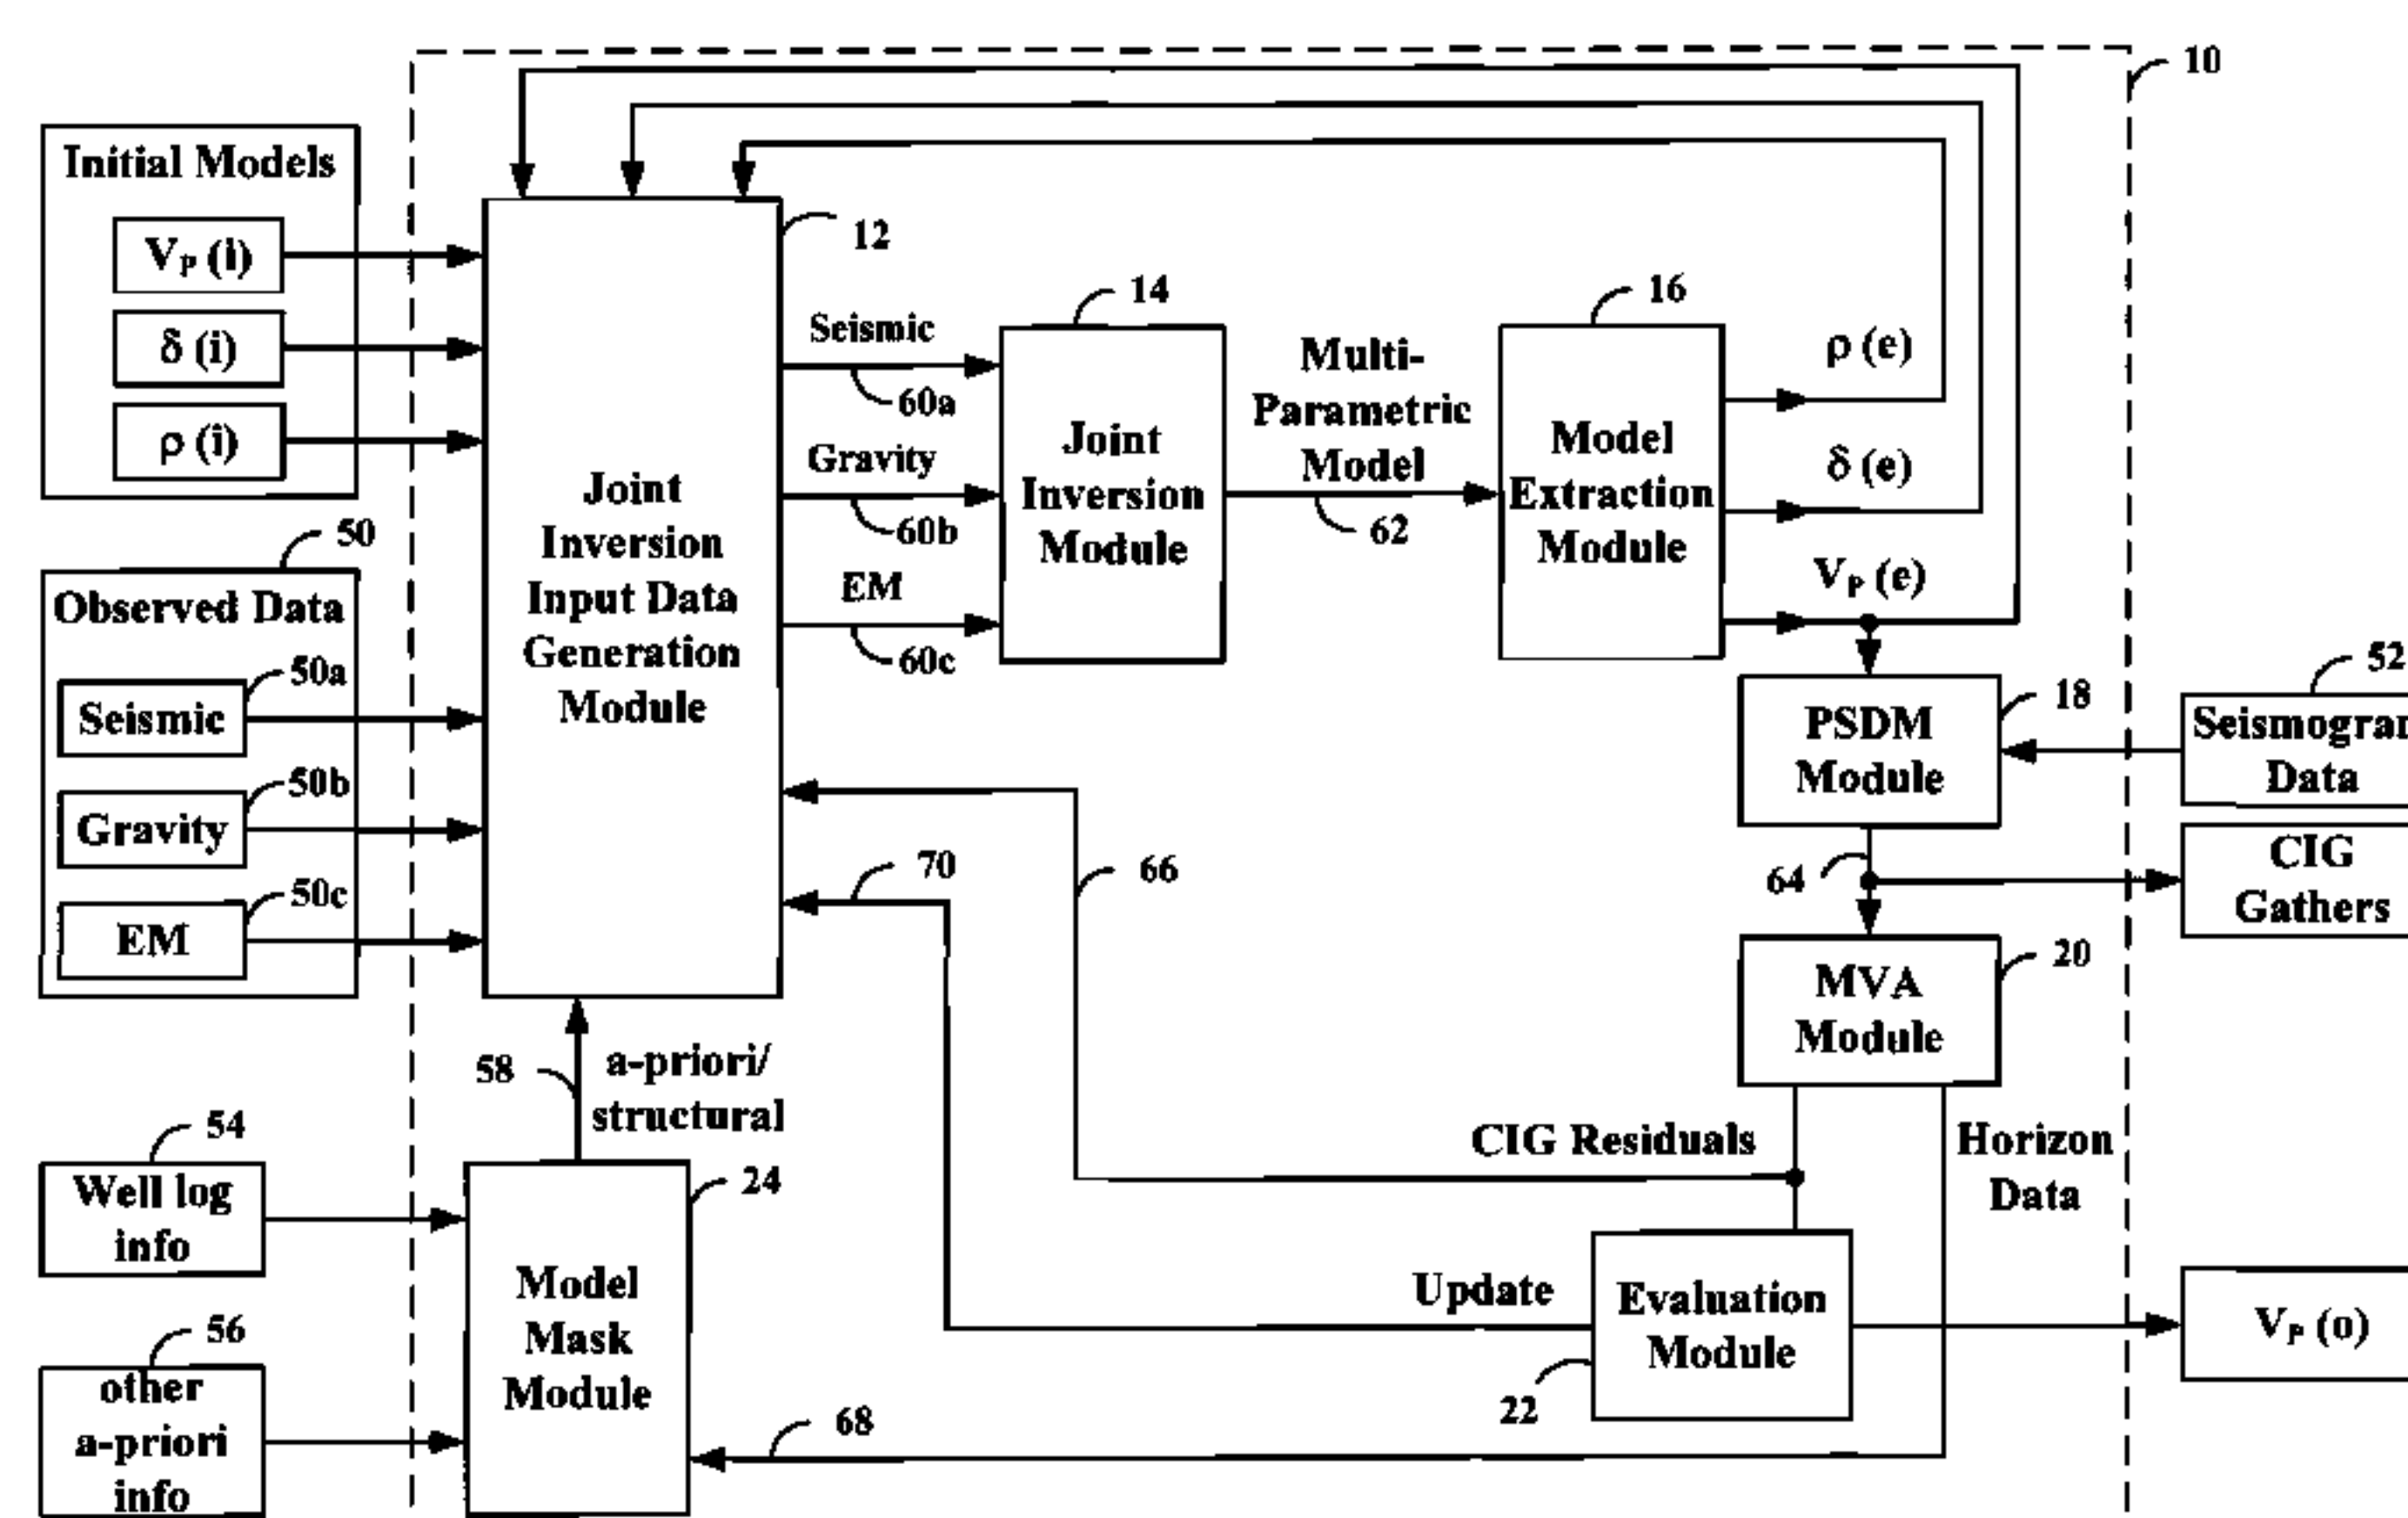 10
Initial Models
VP (i)
δ (i)
ρ (i)
50
Observed Data
50a
Seismic
50b
Gravity
50c
EM
54
Well log
info
56
other
a-priori
info
12
Joint
Inversion
Input Data
Generation
Module
58
a-priori/
structural
24
Model
Mask
Module
Seismic
60a
Gravity
60b
EM
60c
14
Joint
Inversion
Module
Multi-
Parametric
Model
62
16
Model
Extraction
Module
ρ (e)
δ (e)
VP (e)
18
PSDM
Module
52
Seismogran
Data
64
CIG
Gathers
20
MVA
Module
66
70
CIG Residuals
Horizon
Data
Update
Evaluation
Module
22
68
VP (o)